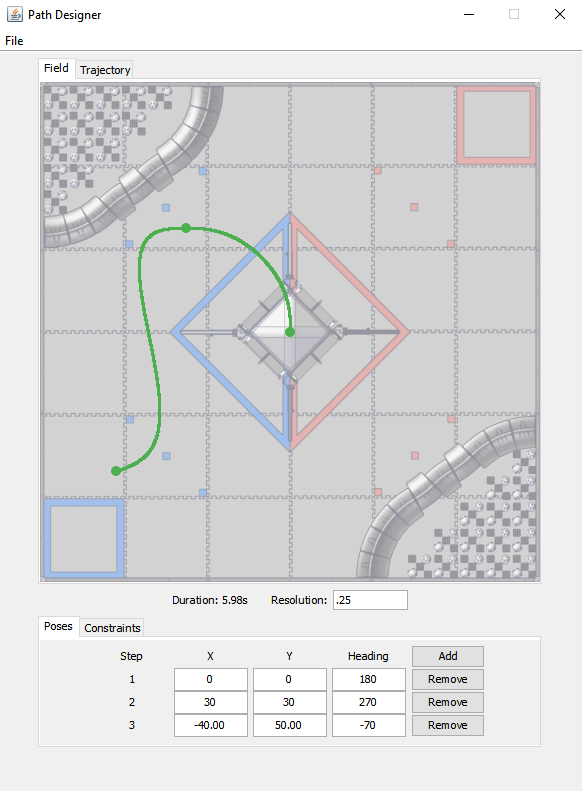 Path Designer
File
Field Trajectory
Duration: 5.98s Resolution: .25
Poses Constraints
Step X Y Heading Add
1 0 0 180 Remove
2 30 30 270 Remove
3 -40.00 50.00 -70 Remove